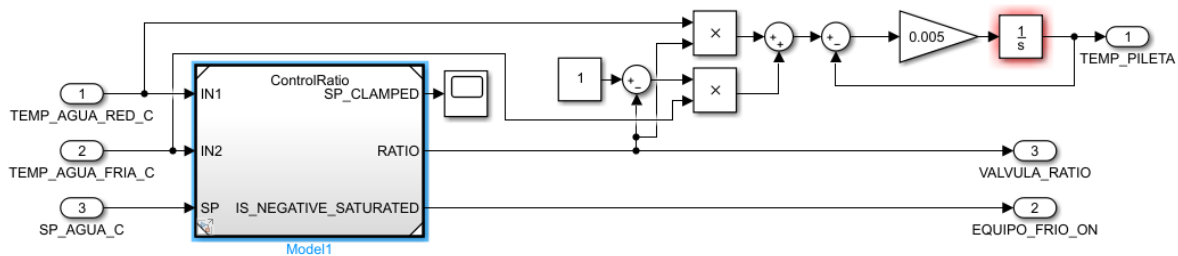 1
TEMP_AGUA_RED_C
2
TEMP_AGUA_FRIA_C
3
SP_AGUA_C
ControlRatio
IN1
SP_CLAMPED
IN2
RATIO
SP
IS_NEGATIVE_SATURATED
Model1
1
+
−
×
×
+
+
+
−
0.005
1
s
1
TEMP_PILETA
3
VALVULA_RATIO
2
EQUIPO_FRIO_ON